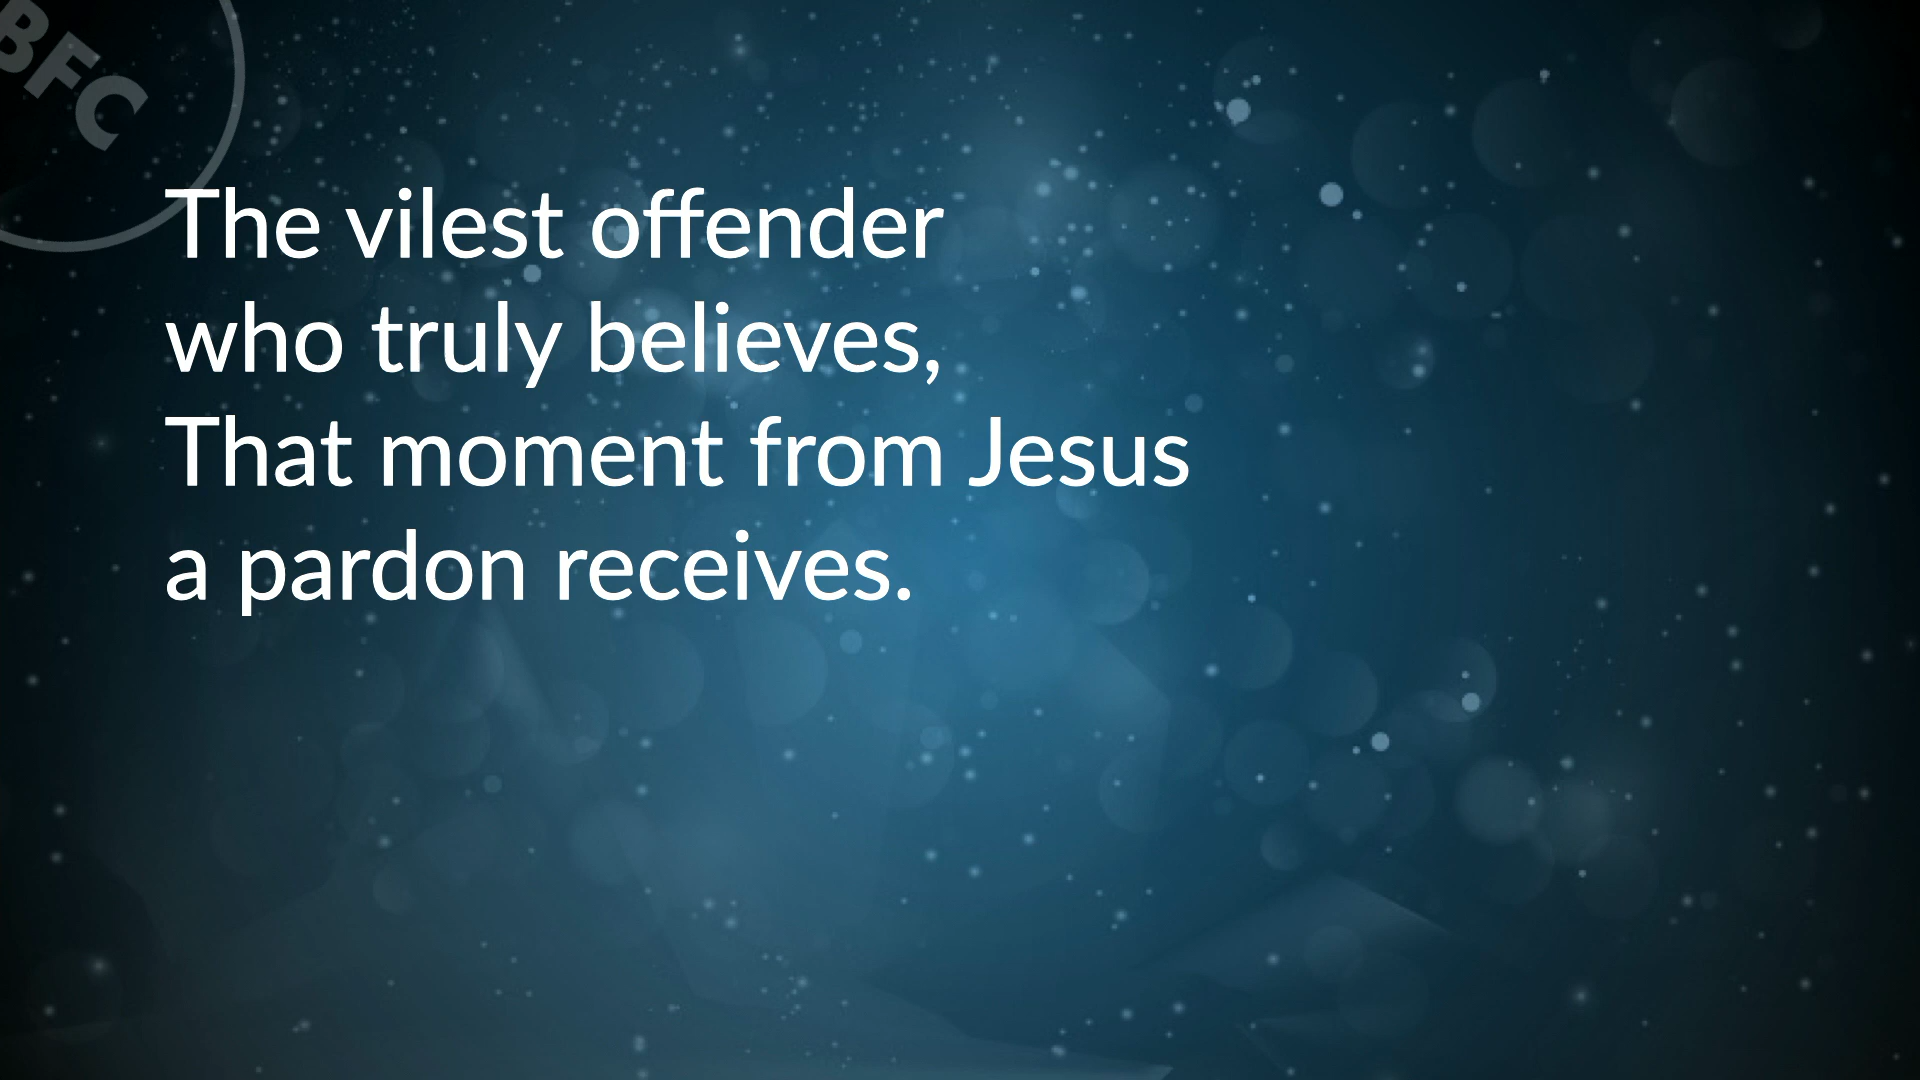 BFC
The vilest offender
who truly believes,
That moment from Jesus
a pardon receives.